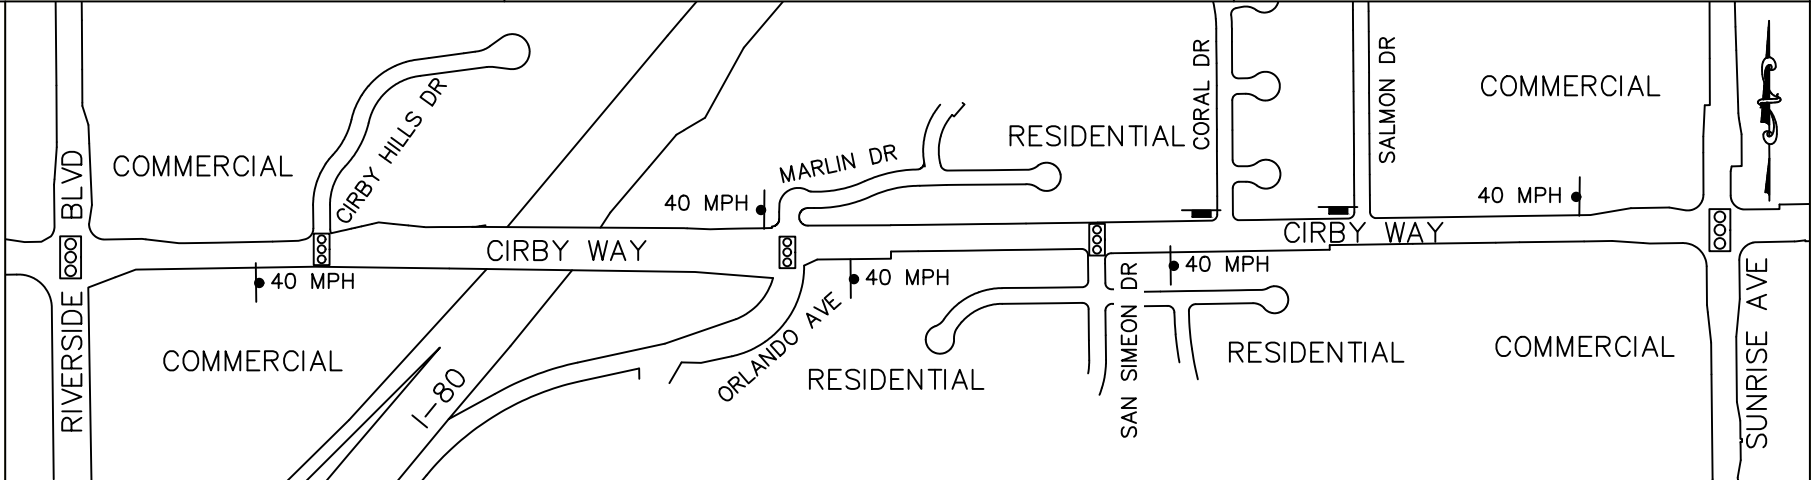 RIVERSIDE BLVD
COMMERCIAL
CIRBY HILLS DR
40 MPH
COMMERCIAL
CIRBY WAY
I-80
40 MPH
MARLIN DR
ORLANDO AVE
40 MPH
RESIDENTIAL
RESIDENTIAL
CORAL DR
SALMON DR
SAN SIMEON DR
40 MPH
CIRBY WAY
RESIDENTIAL
COMMERCIAL
40 MPH
COMMERCIAL
SUNRISE AVE